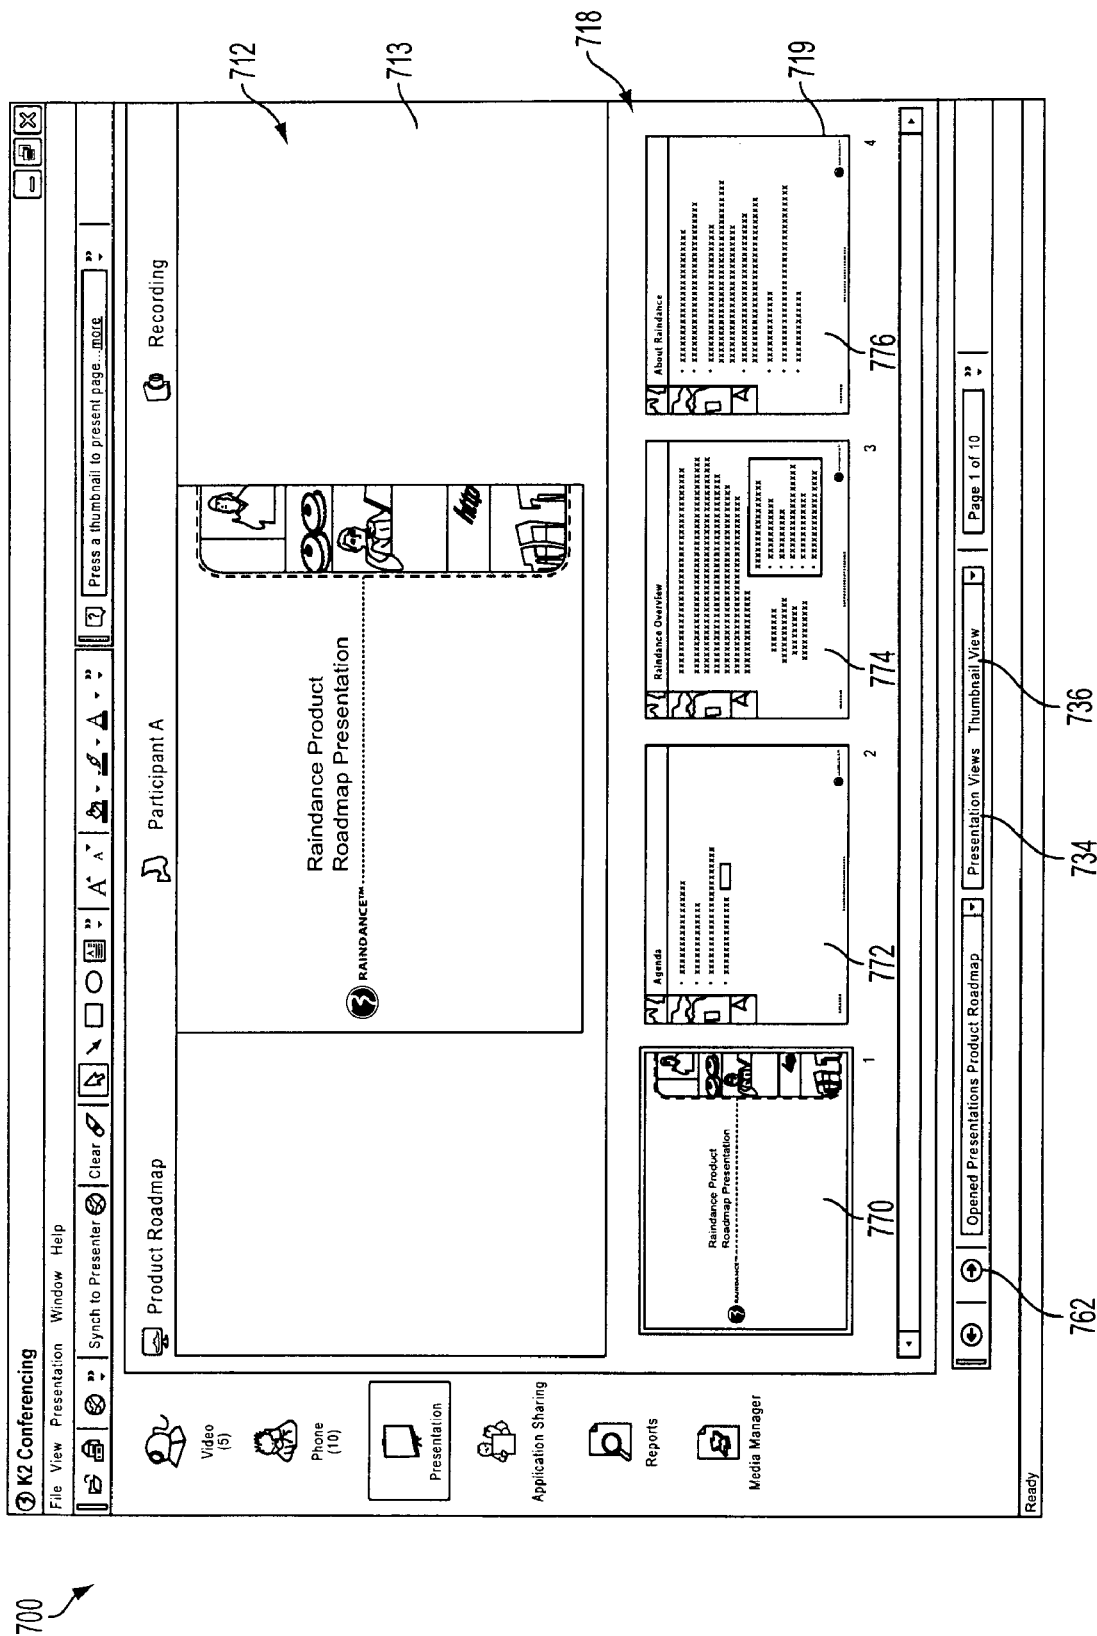 700
K2 Conferencing
File View Presentation Window Help
Synch to Presenter Clear
Press a thumbnail to present page...more
Product Roadmap Participant A Recording
712
713
Video
(5)
Phone
(10)
Presentation
Application Sharing
Reports
Media Manager
Raindance Product
Roadmap Presentation
RAINDANCE™
http
718
719
Raindance Product
Roadmap Presentation
RAINDANCE
770
1
Agenda
772
2
Raindance Overview
774
3
About Raindance
776
4
Opened Presentations Product Roadmap Presentation Views Thumbnail View Page 1 of 10
Ready
762
734
736